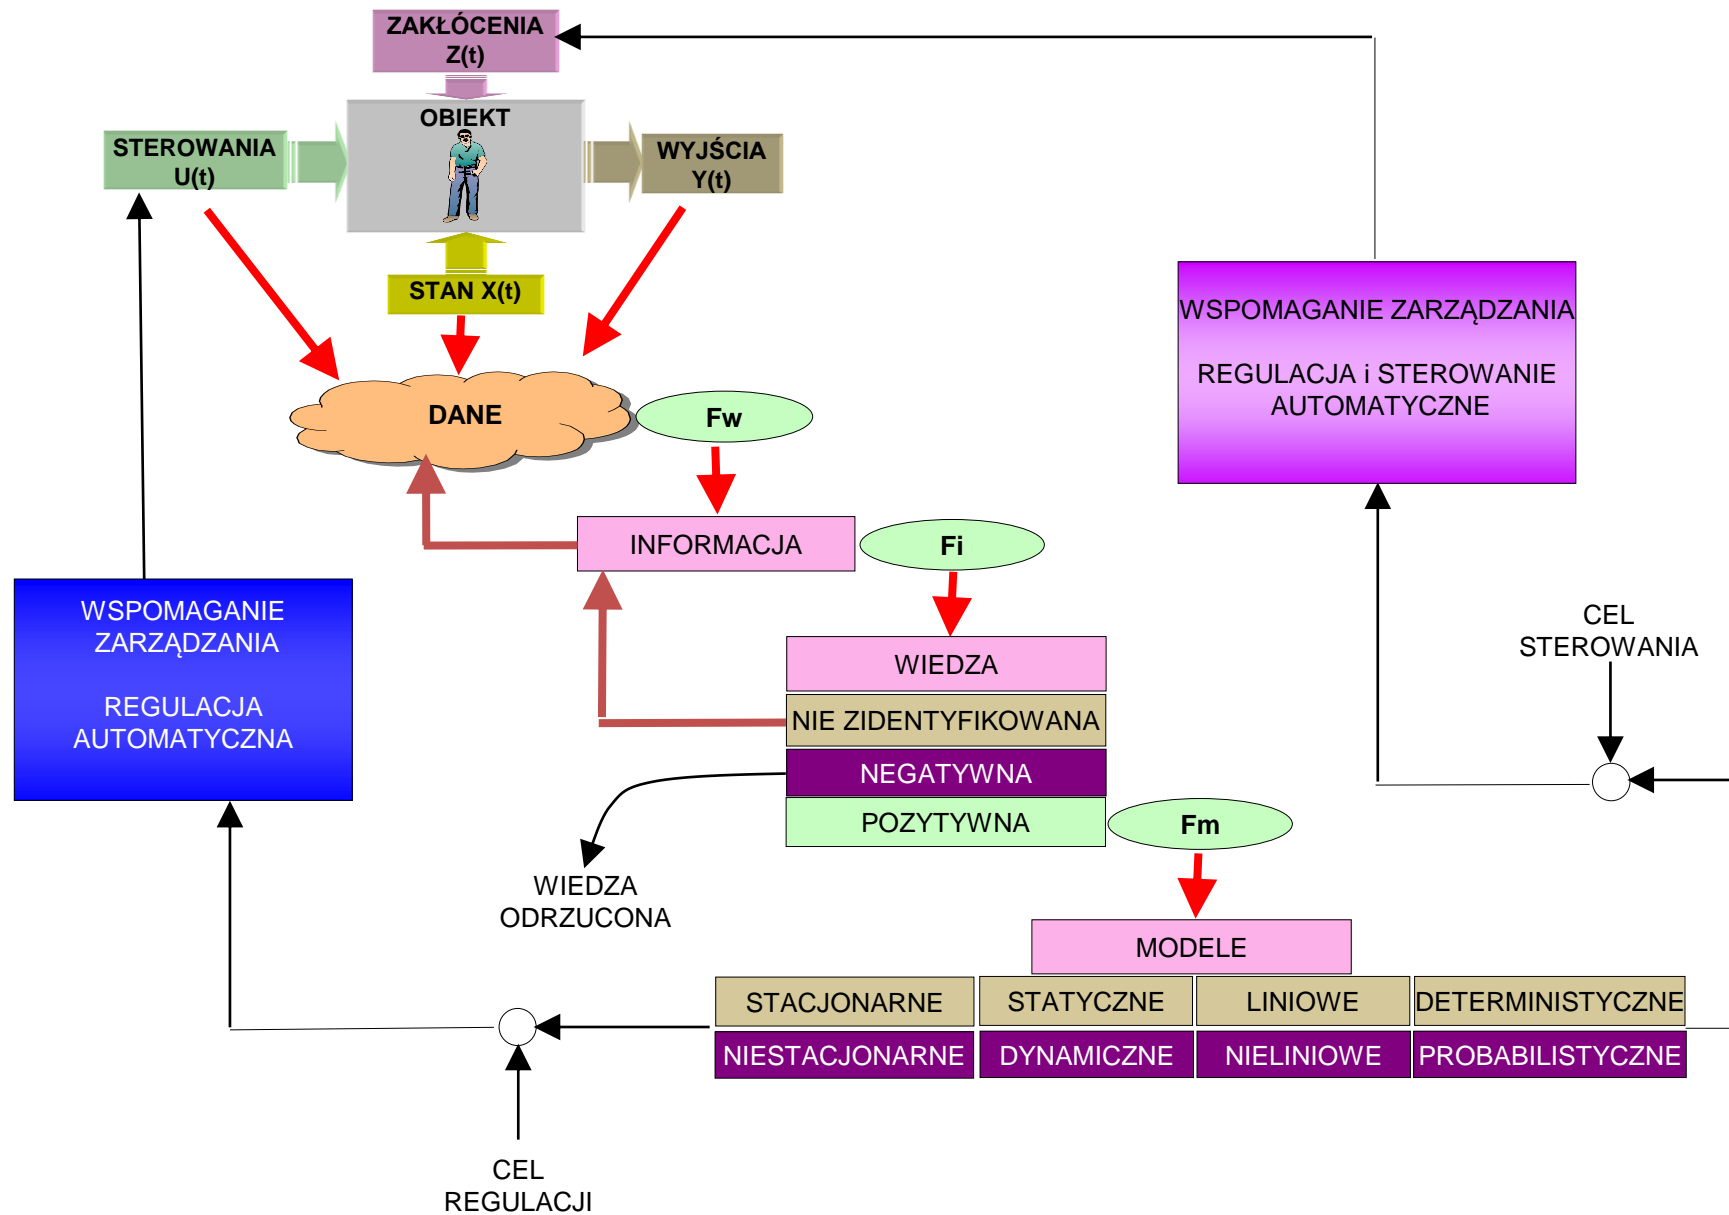 ZAKŁÓCENIA
Z(t)
OBIEKT
STEROWANIA
U(t)
WYJŚCIA
Y(t)
STAN X(t)
WSPOMAGANIE ZARZĄDZANIA
REGULACJA i STEROWANIE
AUTOMATYCZNE
DANE
Fw
INFORMACJA
Fi
WSPOMAGANIE
ZARZĄDZANIA
REGULACJA
AUTOMATYCZNA
CEL
STEROWANIA
WIEDZA
NIE ZIDENTYFIKOWANA
NEGATYWNA
POZYTYWNA
Fm
WIEDZA
ODRZUCONA
MODELE
STACJONARNE
STATYCZNE
LINIOWE
DETERMINISTYCZNE
NIESTACJONARNE
DYNAMICZNE
NIELINIOWE
PROBABILISTYCZNE
CEL
REGULACJI